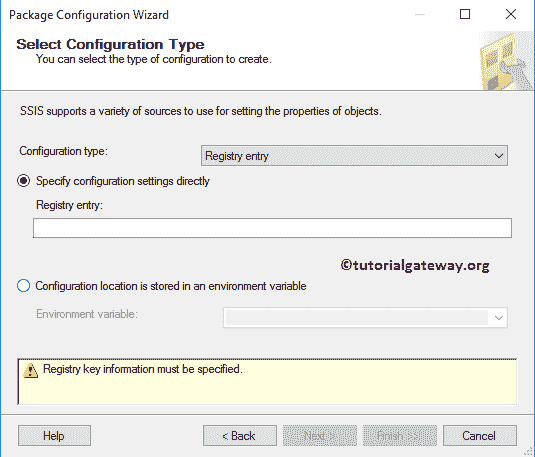 Package Configuration Wizard
Select Configuration Type
You can select the type of configuration to create.
SSIS supports a variety of sources to use for setting the properties of objects.
Configuration type:
Registry entry
Specify configuration settings directly
Registry entry:
©tutorialgateway.org
Configuration location is stored in an environment variable
Environment variable:
Registry key information must be specified.
Help
< Back
Next >
Finish >>|
Cancel